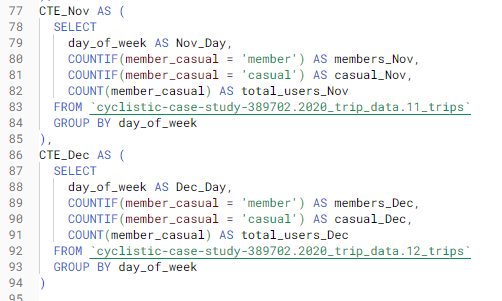 77 CTE_Nov AS (
78 SELECT
79 day_of_week AS Nov_Day,
80 COUNTIF(member_casual = 'member') AS members_Nov,
81 COUNTIF(member_casual = 'casual') AS casual_Nov,
82 COUNT(member_casual) AS total_users_Nov
83 FROM `cyclistic-case-study-389702.2020_trip_data.11_trips`
84 GROUP BY day_of_week
85 ),
86 CTE_Dec AS (
87 SELECT
88 day_of_week AS Dec_Day,
89 COUNTIF(member_casual = 'member') AS members_Dec,
90 COUNTIF(member_casual = 'casual') AS casual_Dec,
91 COUNT(member_casual) AS total_users_Dec
92 FROM `cyclistic-case-study-389702.2020_trip_data.12_trips`
93 GROUP BY day_of_week
94 )
95